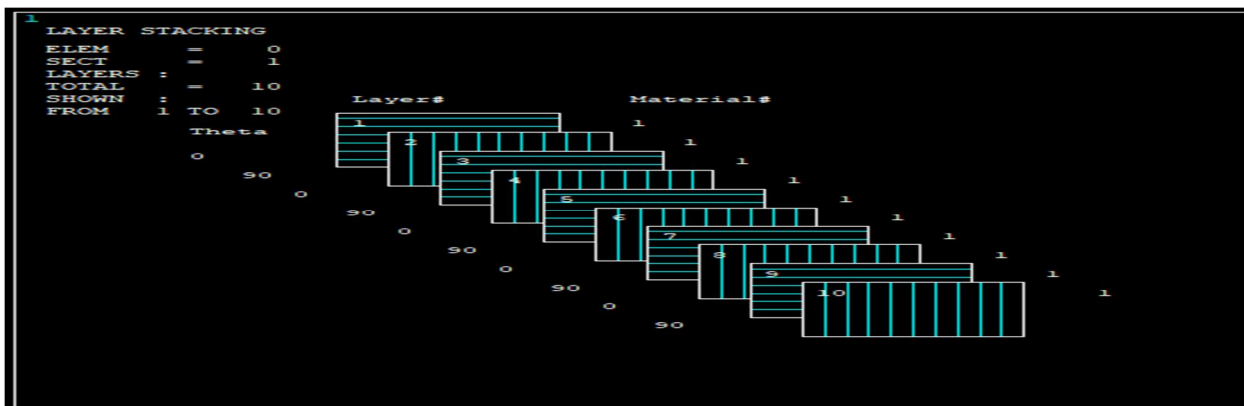 1
LAYER STACKING
ELEM = 0
SECT = 1
LAYERS :
TOTAL = 10
SHOWN :
FROM 1 TO 10
Layer# Material#
Theta
1 1
0 2 1
90 3 1
0 4 1
90 5 1
0 6 1
90 7 1
0 8 1
90 9 1
0 10 1
90